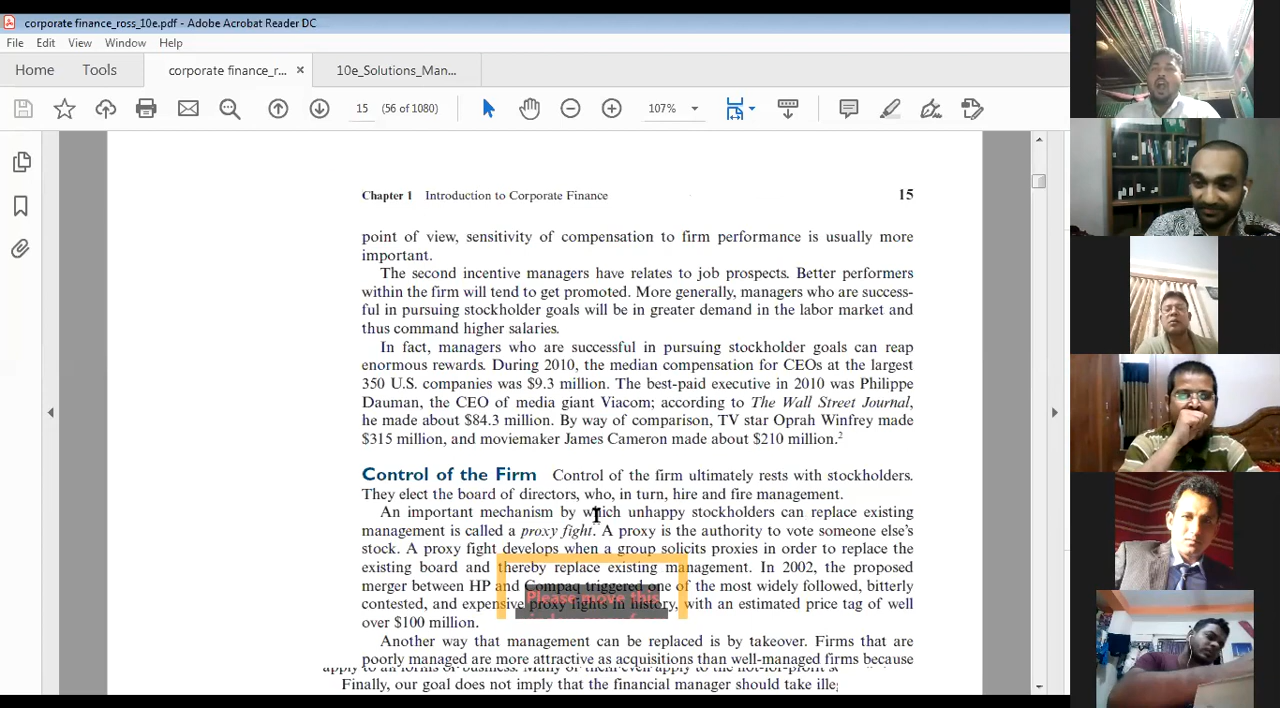 corporate finance_ross_10e.pdf - Adobe Acrobat Reader DC
File Edit View Window Help
Home Tools corporate finance_r... × 10e_Solutions_Man...
15 (56 of 1080) 107%
Chapter 1 Introduction to Corporate Finance 15
point of view, sensitivity of compensation to firm performance is usually more
important.
The second incentive managers have relates to job prospects. Better performers
within the firm will tend to get promoted. More generally, managers who are success-
ful in pursuing stockholder goals will be in greater demand in the labor market and
thus command higher salaries.
In fact, managers who are successful in pursuing stockholder goals can reap
enormous rewards. During 2010, the median compensation for CEOs at the largest
350 U.S. companies was $9.3 million. The best-paid executive in 2010 was Philippe
Dauman, the CEO of media giant Viacom; according to The Wall Street Journal,
he made about $84.3 million. By way of comparison, TV star Oprah Winfrey made
$315 million, and moviemaker James Cameron made about $210 million.2
Control of the Firm Control of the firm ultimately rests with stockholders.
They elect the board of directors, who, in turn, hire and fire management.
An important mechanism by which unhappy stockholders can replace existing
management is called a proxy fight. A proxy is the authority to vote someone else's
stock. A proxy fight develops when a group solicits proxies in order to replace the
existing board and thereby replace existing management. In 2002, the proposed
merger between HP and Compaq triggered one of the most widely followed, bitterly
Please move this
contested, and expensive proxy fights in history, with an estimated price tag of well
over $100 million.
Another way that management can be replaced is by takeover. Firms that are
poorly managed are more attractive as acquisitions than well-managed firms because
Finally, our goal does not imply that the financial manager should take